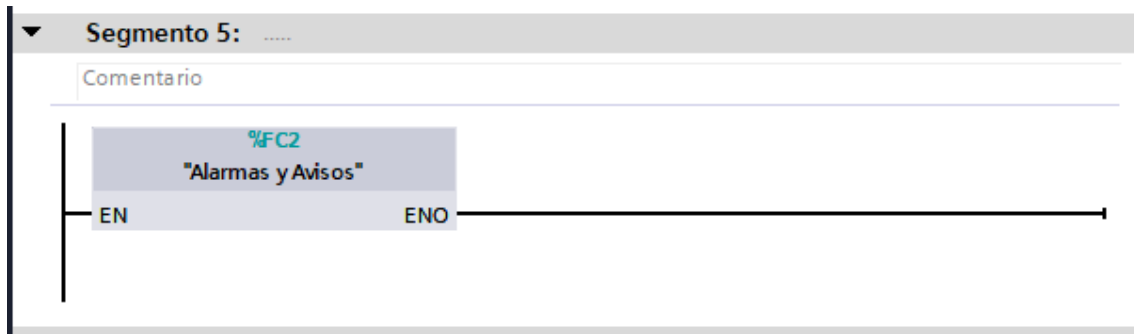 Segmento 5: .....
Comentario
%FC2
"Alarmas y Avisos"
EN ENO